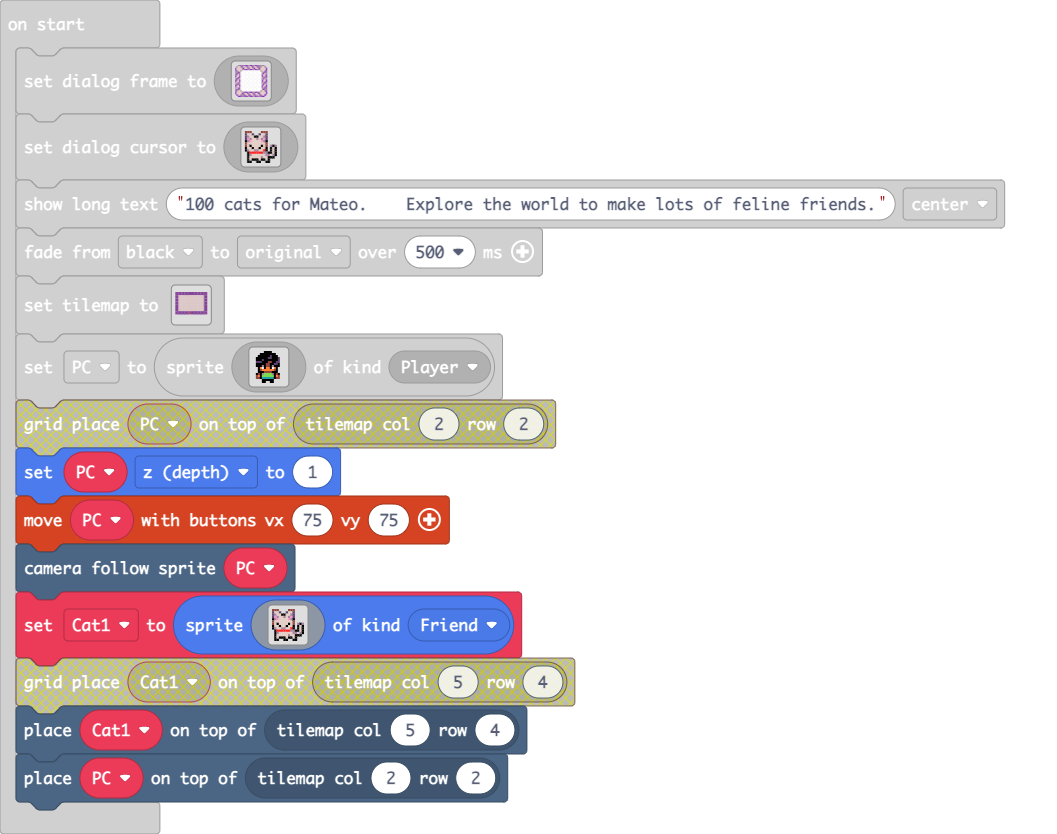 on start
set dialog frame to
set dialog cursor to
show long text "100 cats for Mateo.    Explore the world to make lots of feline friends." center
fade from black to original over 500 ms
set tilemap to
set PC to sprite of kind Player
grid place PC on top of tilemap col 2 row 2
set PC z (depth) to 1
move PC with buttons vx 75 vy 75
camera follow sprite PC
set Cat1 to sprite of kind Friend
grid place Cat1 on top of tilemap col 5 row 4
place Cat1 on top of tilemap col 5 row 4
place PC on top of tilemap col 2 row 2